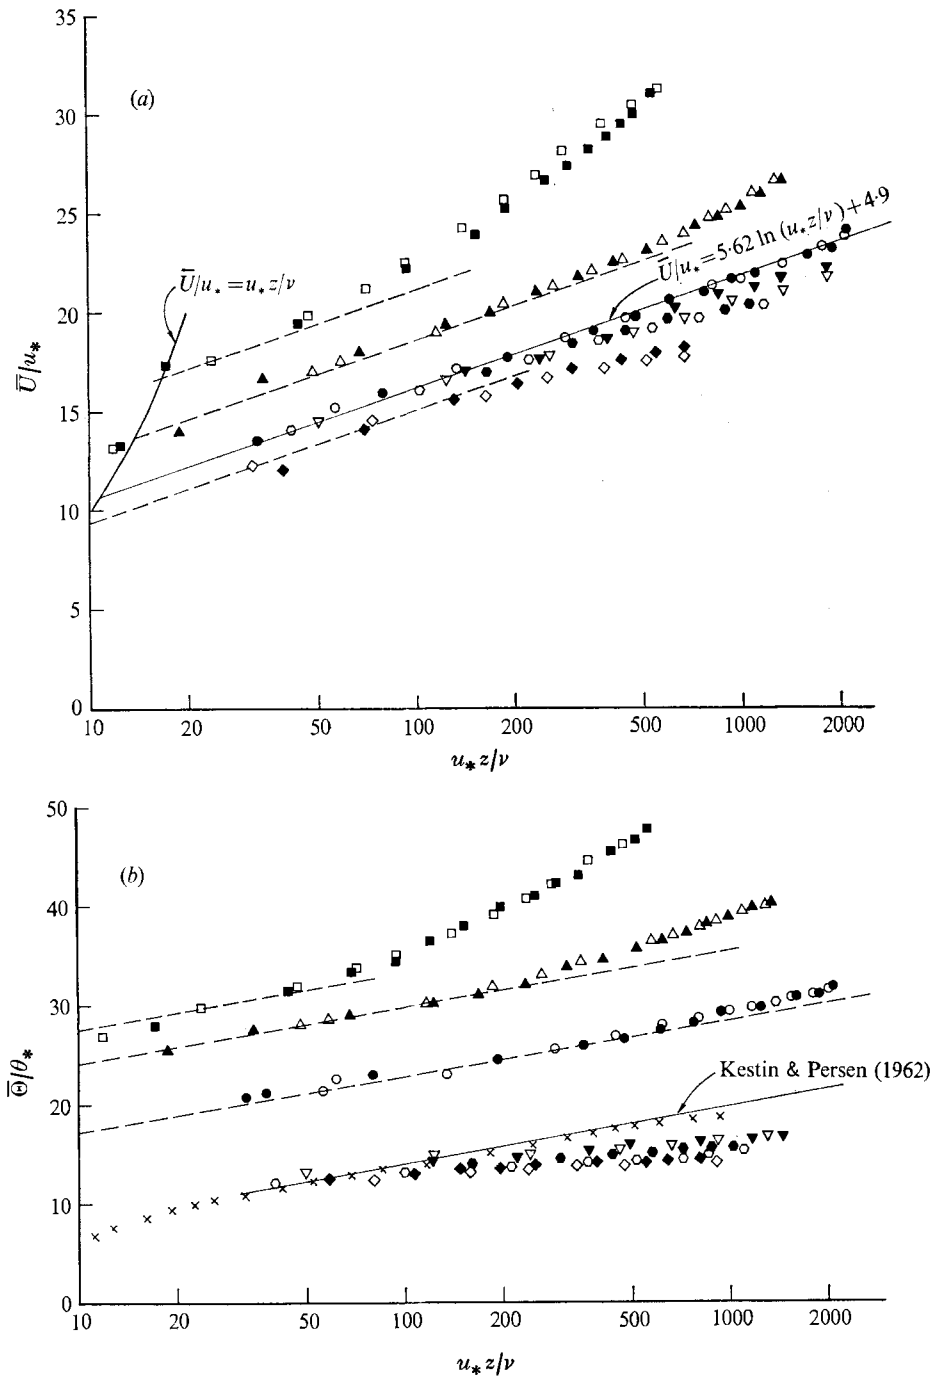 35
(a)
30
25
U̅/u* = 5·62 ln (u* z/ν) + 4·9
U̅/u* = u* z/ν
20
U̅/u*
15
10
5
0
10 20 50 100 200 500 1000 2000
u* z/ν
50
(b)
40
30
Θ̅/θ*
Kestin & Persen (1962)
20
10
0
10 20 50 100 200 500 1000 2000
u* z/ν